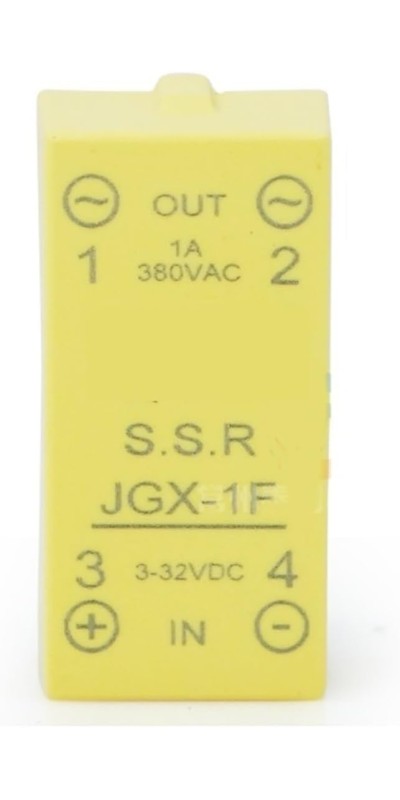 OUT
1A
1 380VAC 2
S.S.R
JGX-1F
3 3-32VDC 4
+ IN -